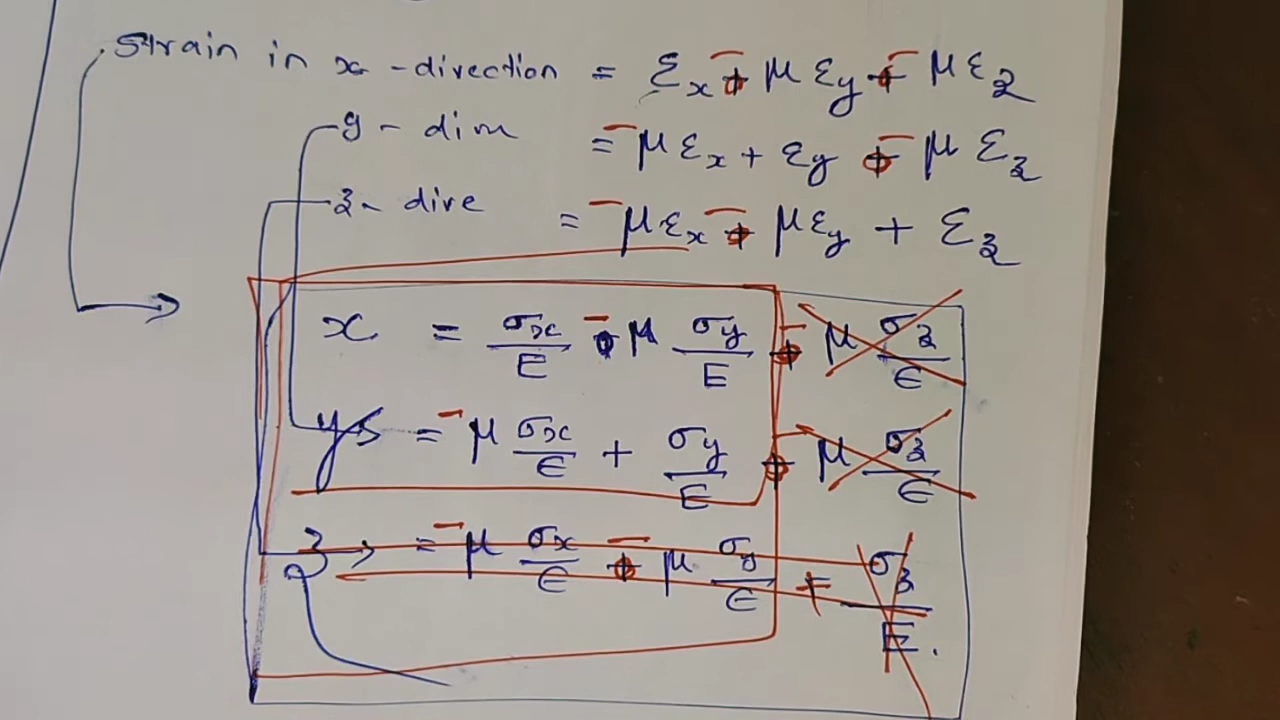 Strain in x - direction = εx - μ εy - μ εz
y - dirn = - μ εx + εy - μ εz
z - dire = - μ εx - μ εy + εz
x = σx/E - μ σy/E - μ σz/E
y = - μ σx/E + σy/E - μ σz/E
z → = - μ σx/E - μ σy/E + σz/E.